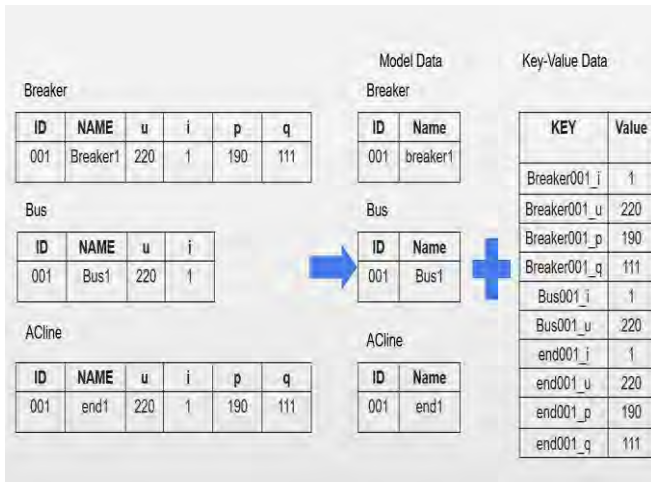 Breaker
ID NAME u i p q
001 Breaker1 220 1 190 111
Bus
ID NAME u i
001 Bus1 220 1
ACline
ID NAME u i p q
001 end1 220 1 190 111
Model Data
Breaker
ID Name
001 breaker1
Bus
ID Name
001 Bus1
ACline
ID Name
001 end1
Key-Value Data
KEY Value
Breaker001_i 1
Breaker001_u 220
Breaker001_p 190
Breaker001_q 111
Bus001_i 1
Bus001_u 220
end001_i 1
end001_u 220
end001_p 190
end001_q 111